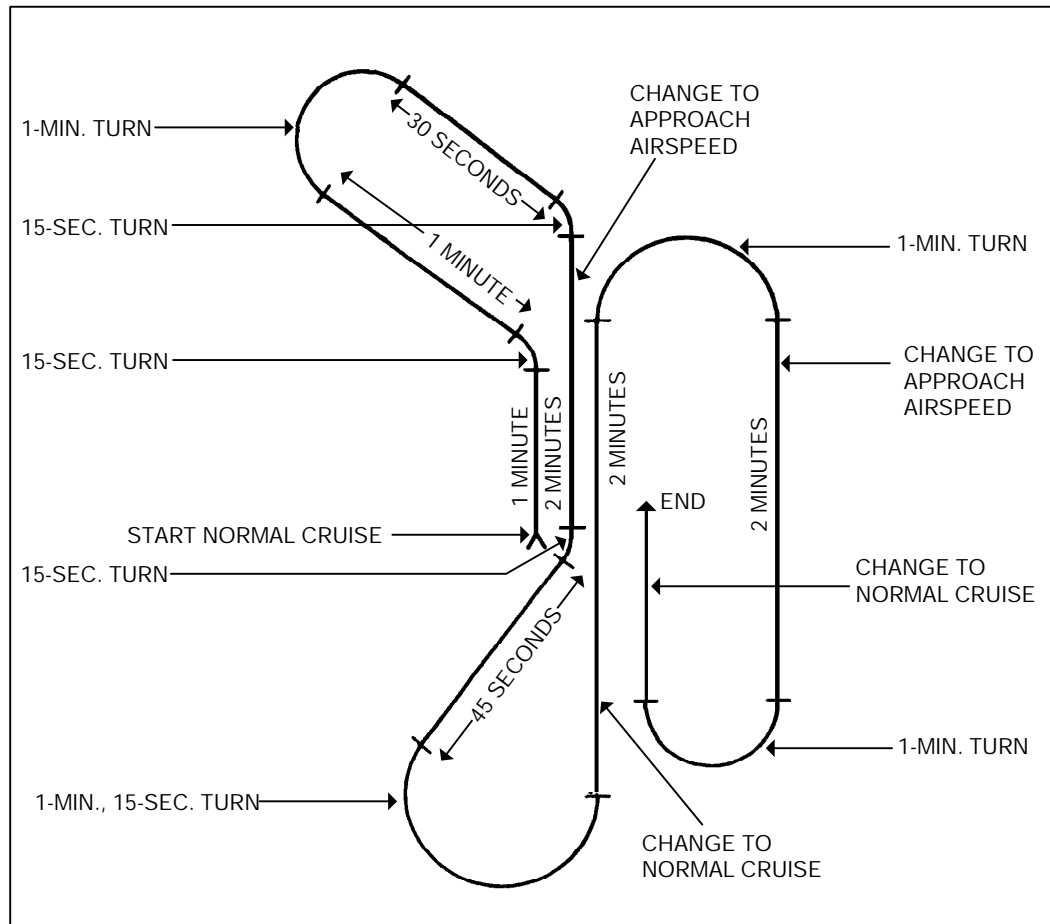 CHANGE TO
APPROACH
AIRSPEED
1-MIN. TURN
30 SECONDS
15-SEC. TURN
1 MINUTE
1-MIN. TURN
15-SEC. TURN
CHANGE TO
APPROACH
AIRSPEED
1 MINUTE
2 MINUTES
2 MINUTES
2 MINUTES
END
START NORMAL CRUISE
15-SEC. TURN
CHANGE TO
NORMAL CRUISE
45 SECONDS
1-MIN. TURN
1-MIN., 15-SEC. TURN
CHANGE TO
NORMAL CRUISE